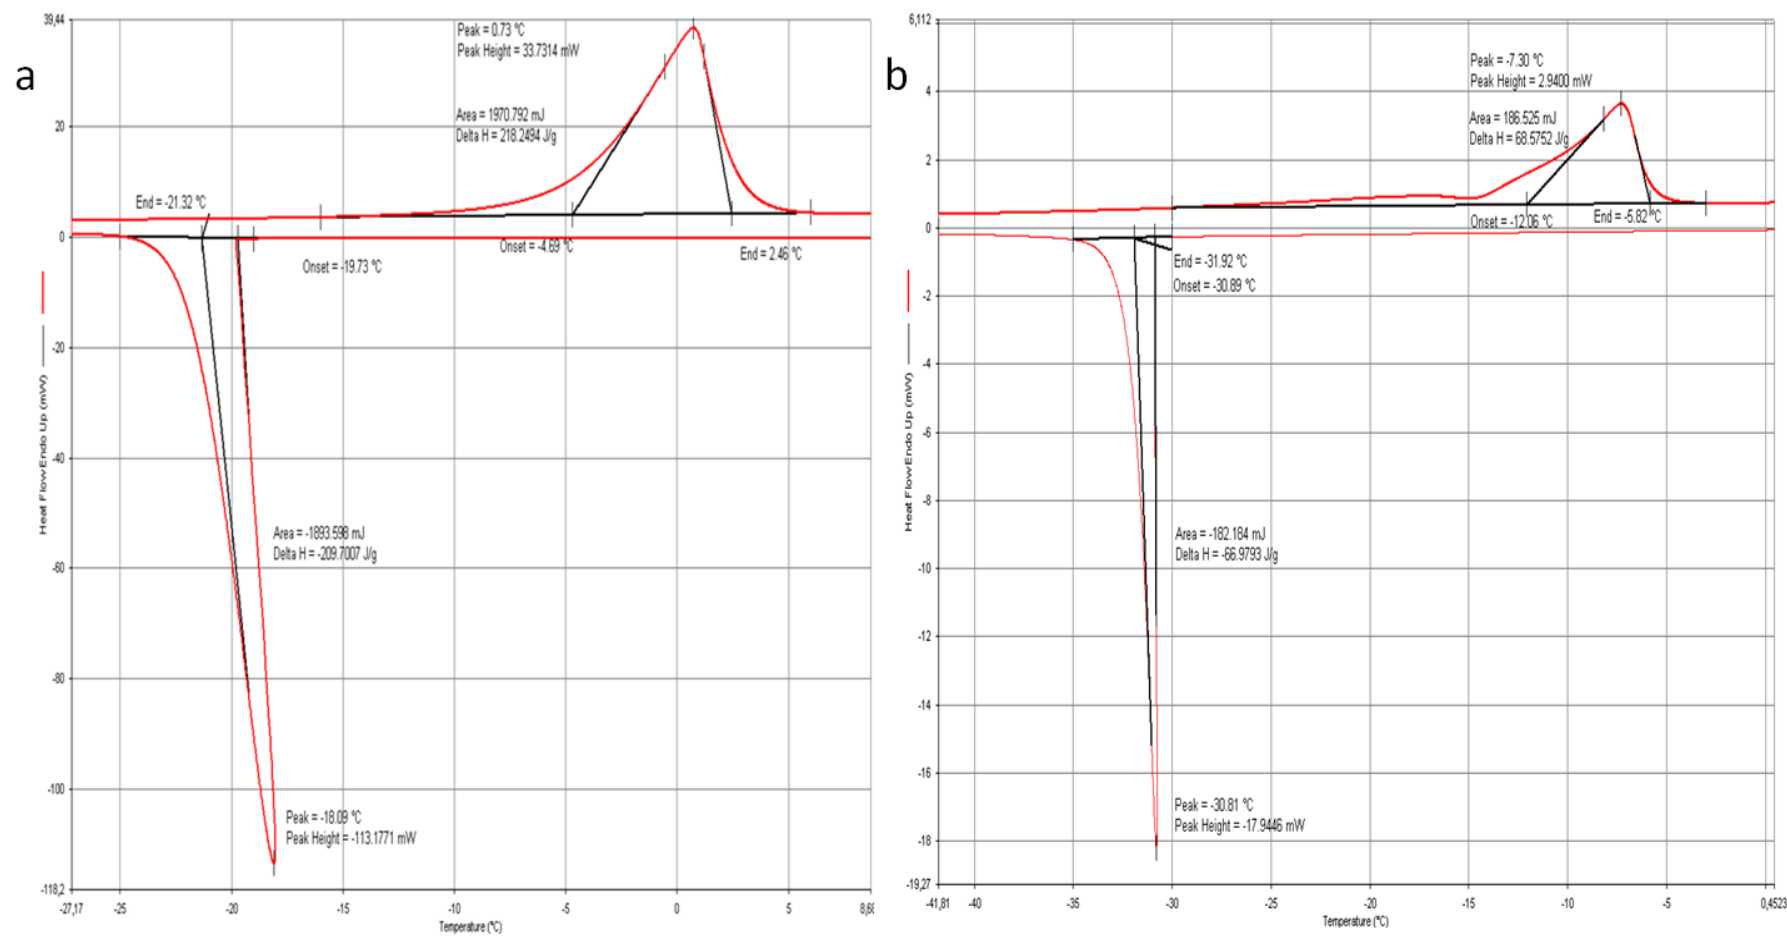 a
39,44
20
0
-20
-40
-60
-80
-100
-118,2
Heat Flow Endo Up (mW)
Peak = 0.73 °C
Peak Height = 33.7314 mW
Area = 1970.792 mJ
Delta H = 218.2494 J/g
End = -21.32 °C
Onset = -19.73 °C
Onset = -4.69 °C
End = 2.46 °C
Area = -1893.598 mJ
Delta H = -209.7007 J/g
Peak = -18.09 °C
Peak Height = -113.1771 mW
-27,17 -25 -20 -15 -10 -5 0 5 8,68
Temperature (°C)
b
6,112
4
2
0
-2
-4
-6
-8
-10
-12
-14
-16
-18
-19,27
Heat Flow Endo Up (mW)
Peak = -7.30 °C
Peak Height = 2.9400 mW
Area = 186.525 mJ
Delta H = 68.5752 J/g
Onset = -12.06 °C
End = -5.82 °C
End = -31.92 °C
Onset = -30.89 °C
Area = -182.184 mJ
Delta H = -66.9793 J/g
Peak = -30.81 °C
Peak Height = -17.9446 mW
-41,81 -40 -35 -30 -25 -20 -15 -10 -5 0,4523
Temperature (°C)